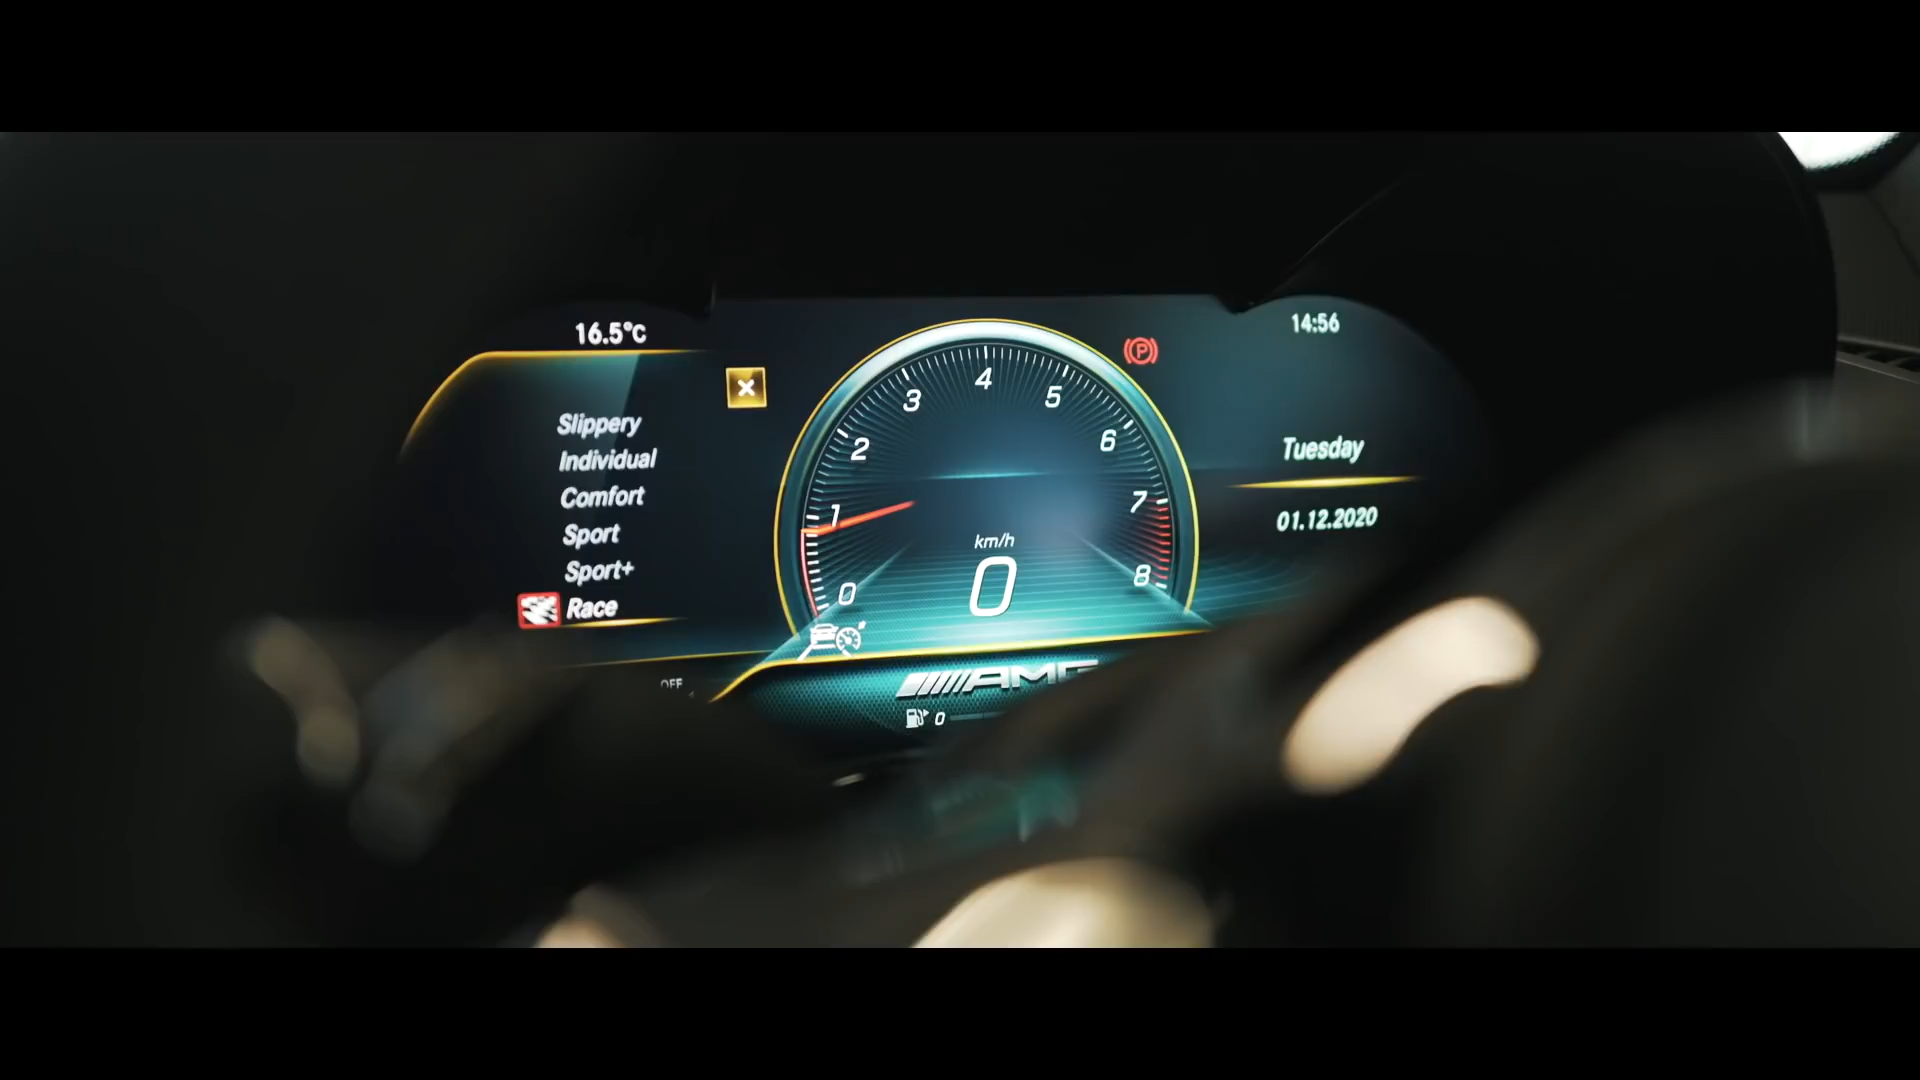 16.5°C
14:56
Slippery
Individual
Comfort
Sport
Sport+
Race
0
1
2
3
4
5
6
7
8
km/h
0
Tuesday
01.12.2020
OFF
AMG
0